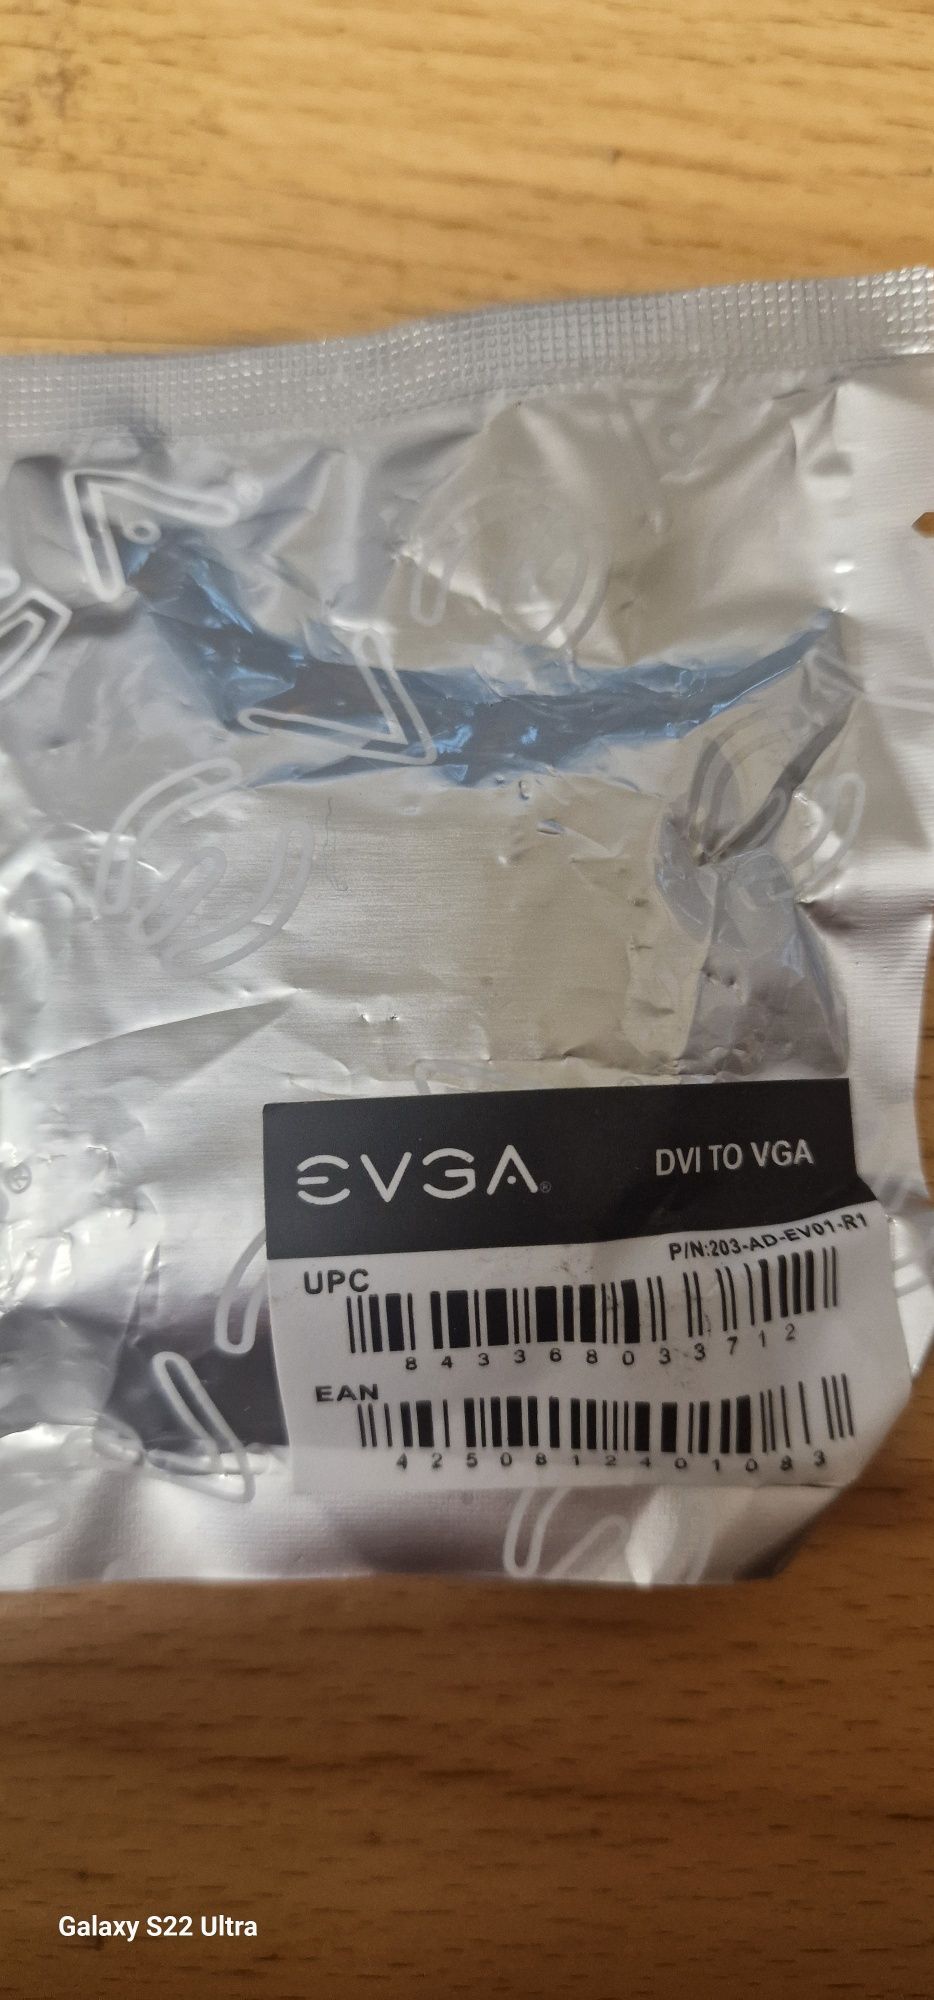 EVGA®
DVI TO VGA
P/N:203-AD-EV01-R1
UPC
8 4 3 3 6 8 0 3 3 7 1 2
EAN
4 2 5 0 8 1 2 4 0 1 0 8 3
Galaxy S22 Ultra